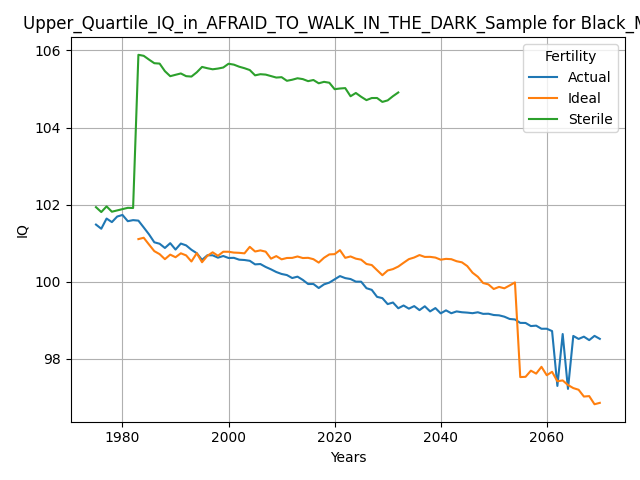 Upper_Quartile_IQ_in_AFRAID_TO_WALK_IN_THE_DARK_Sample for Black_M
106
104
102
100
98
IQ
1980
2000
2020
2040
2060
Years
Fertility
Actual
Ideal
Sterile